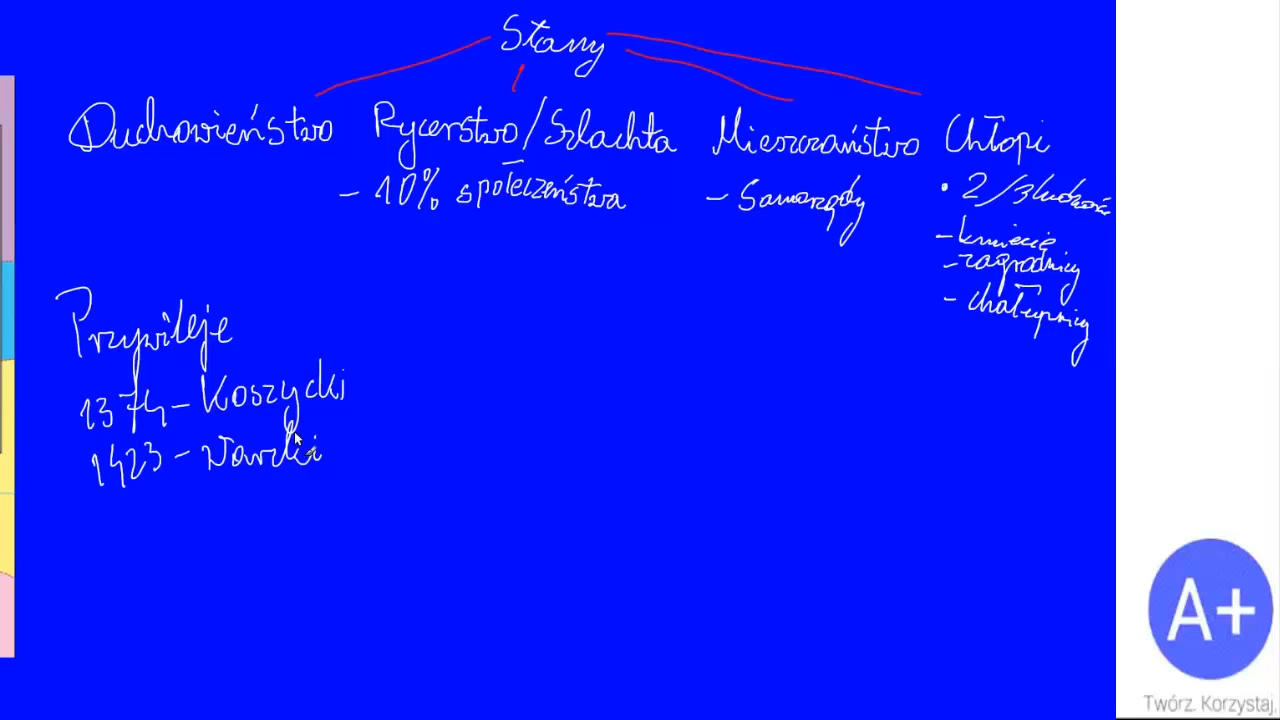 Stany
Duchowieństwo Rycerstwo/Szlachta Mieszczaństwo Chłopi
- 10% społeczeństwa - Samorządy • 2/3 ludności
- kmiecie
- zagrodnicy
- chałupnicy
Przywileje
1374 - Koszycki
1423 - Warcki
A+
Twórz. Korzystaj.